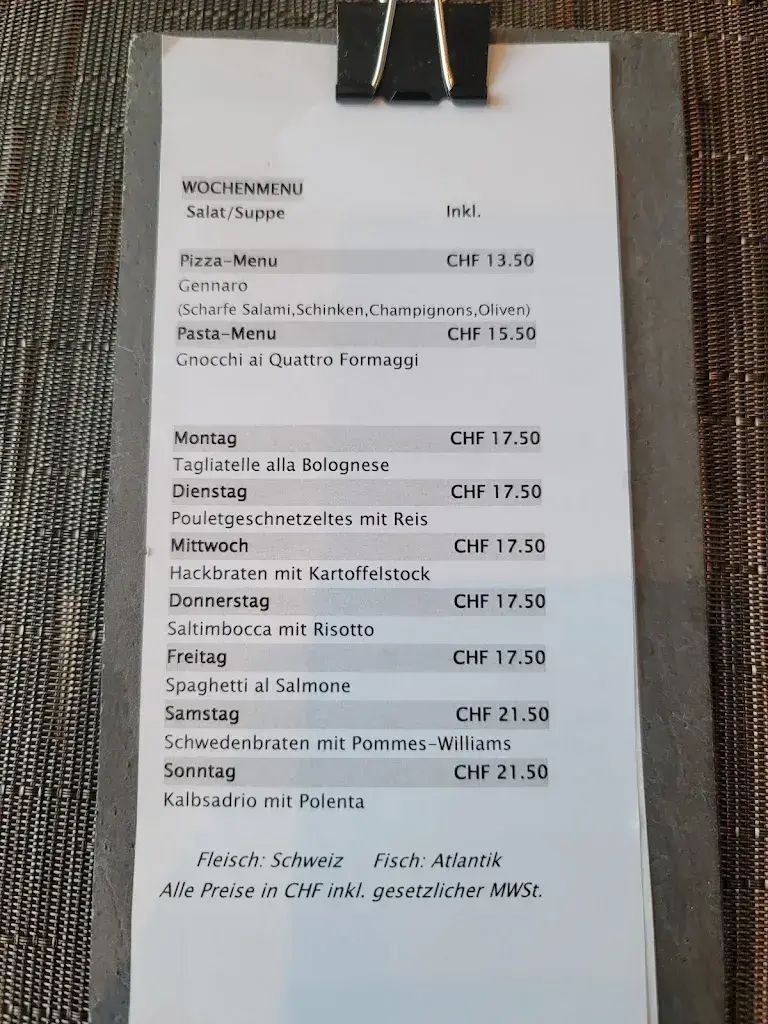 WOCHENMENU
Salat/Suppe Inkl.
Pizza-Menu CHF 13.50
Gennaro
(Scharfe Salami,Schinken,Champignons,Oliven)
Pasta-Menu CHF 15.50
Gnocchi ai Quattro Formaggi
Montag CHF 17.50
Tagliatelle alla Bolognese
Dienstag CHF 17.50
Pouletgeschnetzeltes mit Reis
Mittwoch CHF 17.50
Hackbraten mit Kartoffelstock
Donnerstag CHF 17.50
Saltimbocca mit Risotto
Freitag CHF 17.50
Spaghetti al Salmone
Samstag CHF 21.50
Schwedenbraten mit Pommes-Williams
Sonntag CHF 21.50
Kalbsadrio mit Polenta
Fleisch: Schweiz Fisch: Atlantik
Alle Preise in CHF inkl. gesetzlicher MWSt.